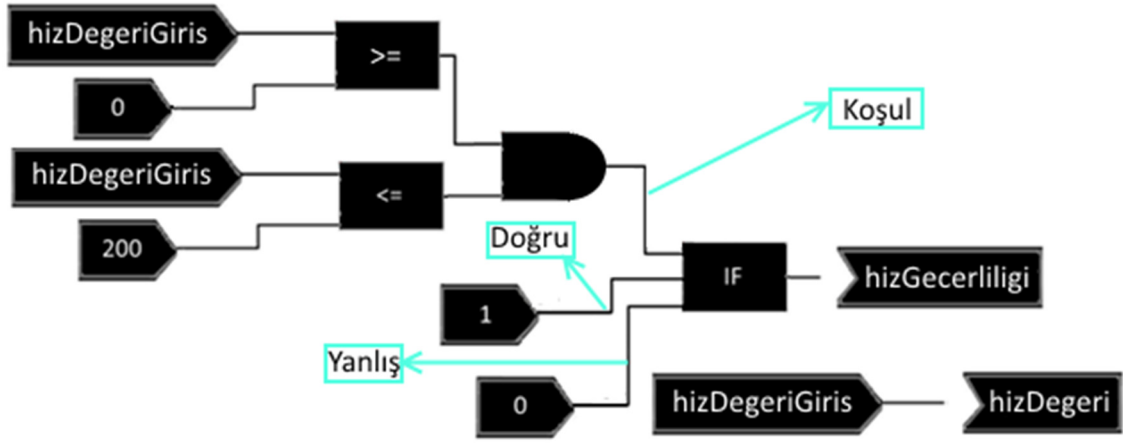 hizDegeriGiris
>=
0
Koşul
hizDegeriGiris
<=
200
Doğru
IF
hizGecerliligi
1
Yanlış
0
hizDegeriGiris
hizDegeri